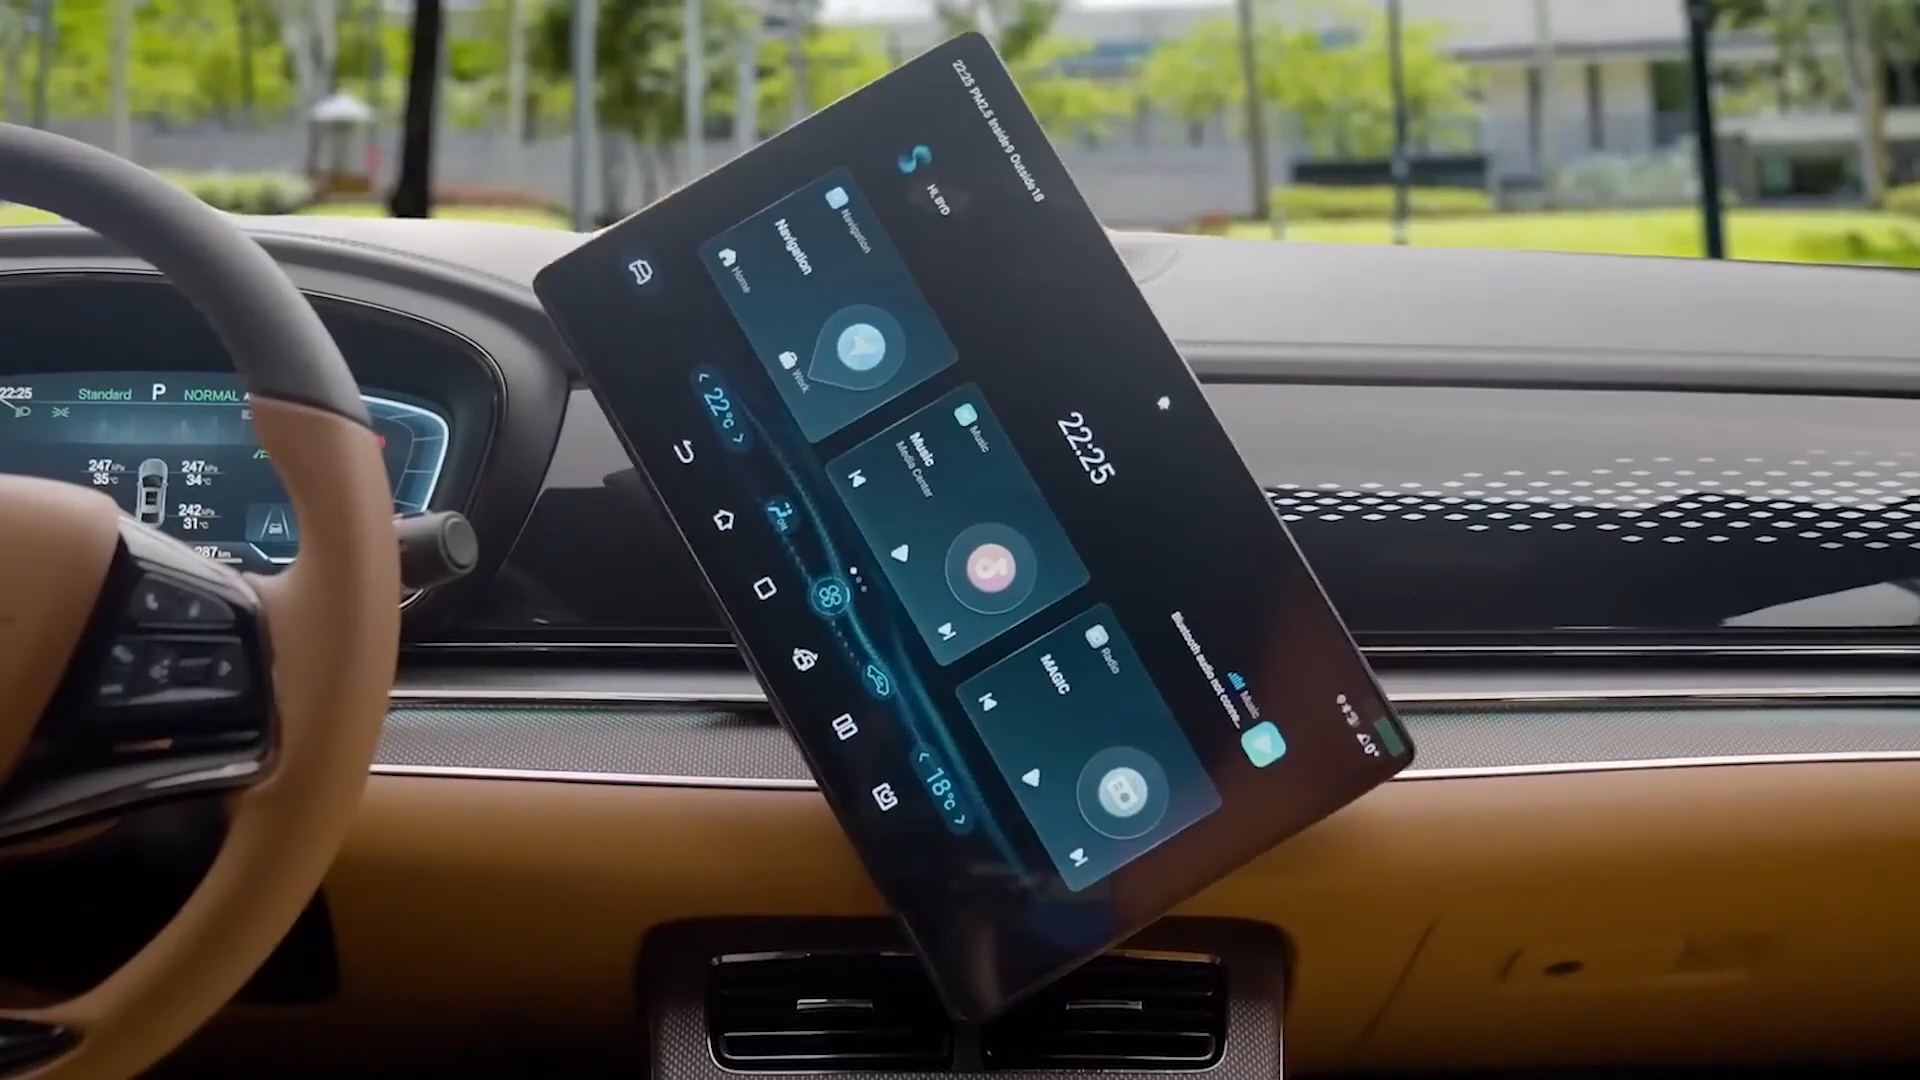 22:25
Standard
P
NORMAL
247kPa
35℃
247kPa
34℃
242kPa
31℃
287km
22:25 PM2.5 Inside9 Outside18
Hi, BYD
Navigation
Navigation
Home
Work
Music
Music
Media Center
Radio
MAGIC
22:25
Music
Bluetooth audio not conne...
0°
< 22℃ >
ON
< 18℃ >